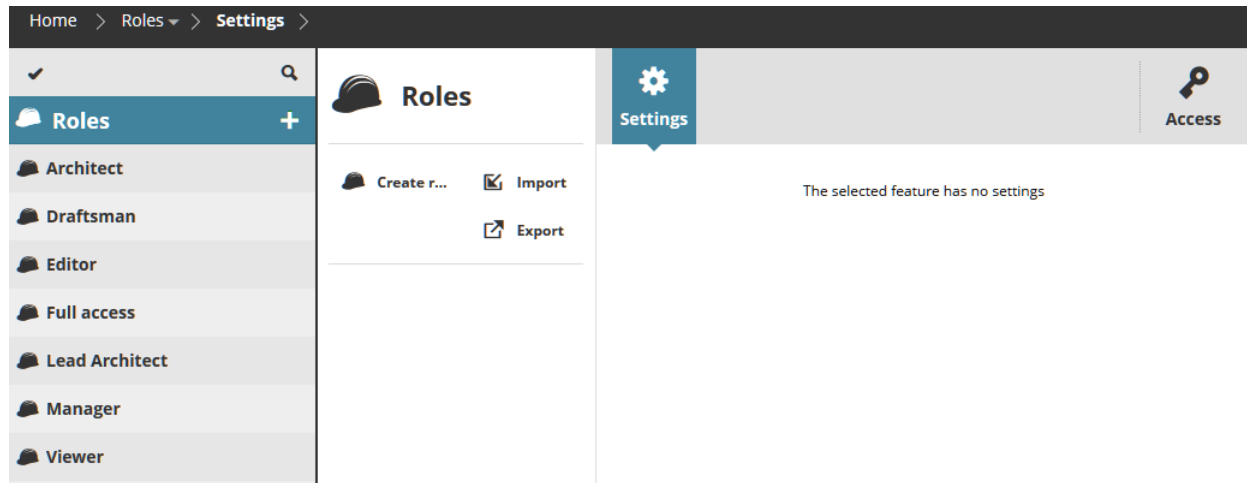 Home > Roles > Settings >
Roles
Architect
Draftsman
Editor
Full access
Lead Architect
Manager
Viewer
Roles
Create r...
Import
Export
Settings
Access
The selected feature has no settings